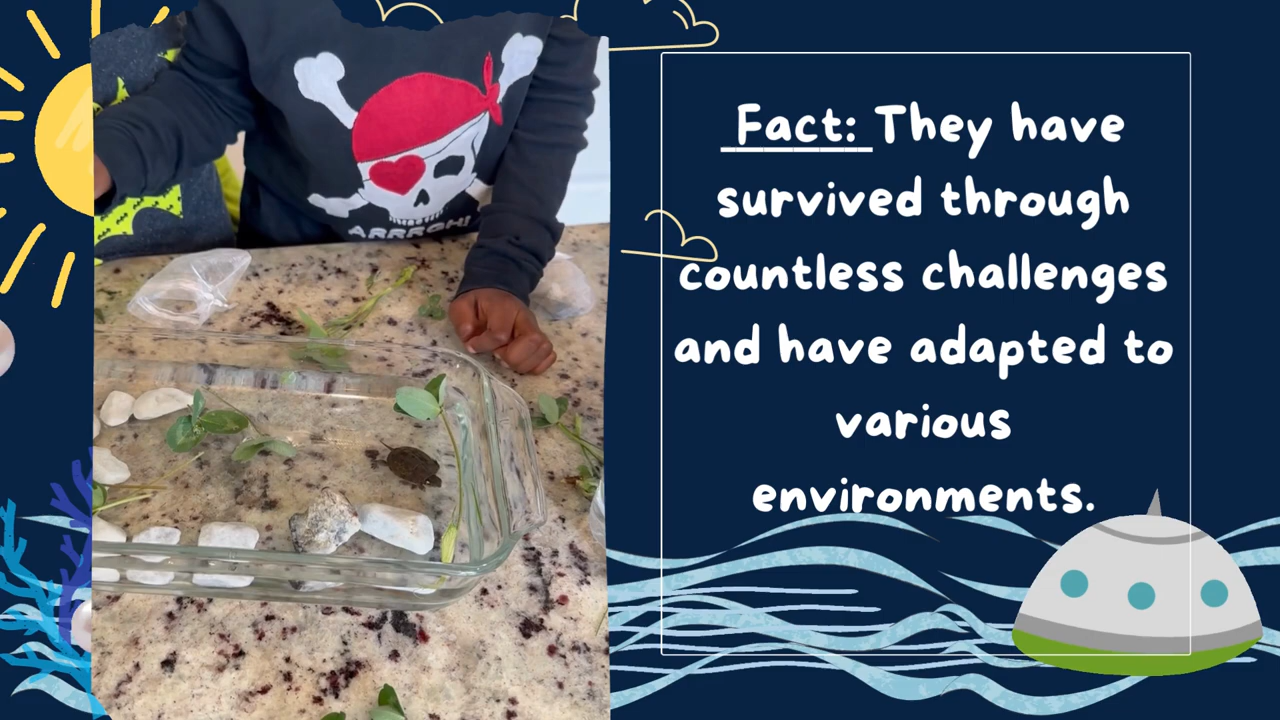 ARRRGH!
Fact: They have
survived through
countless challenges
and have adapted to
various
environments.